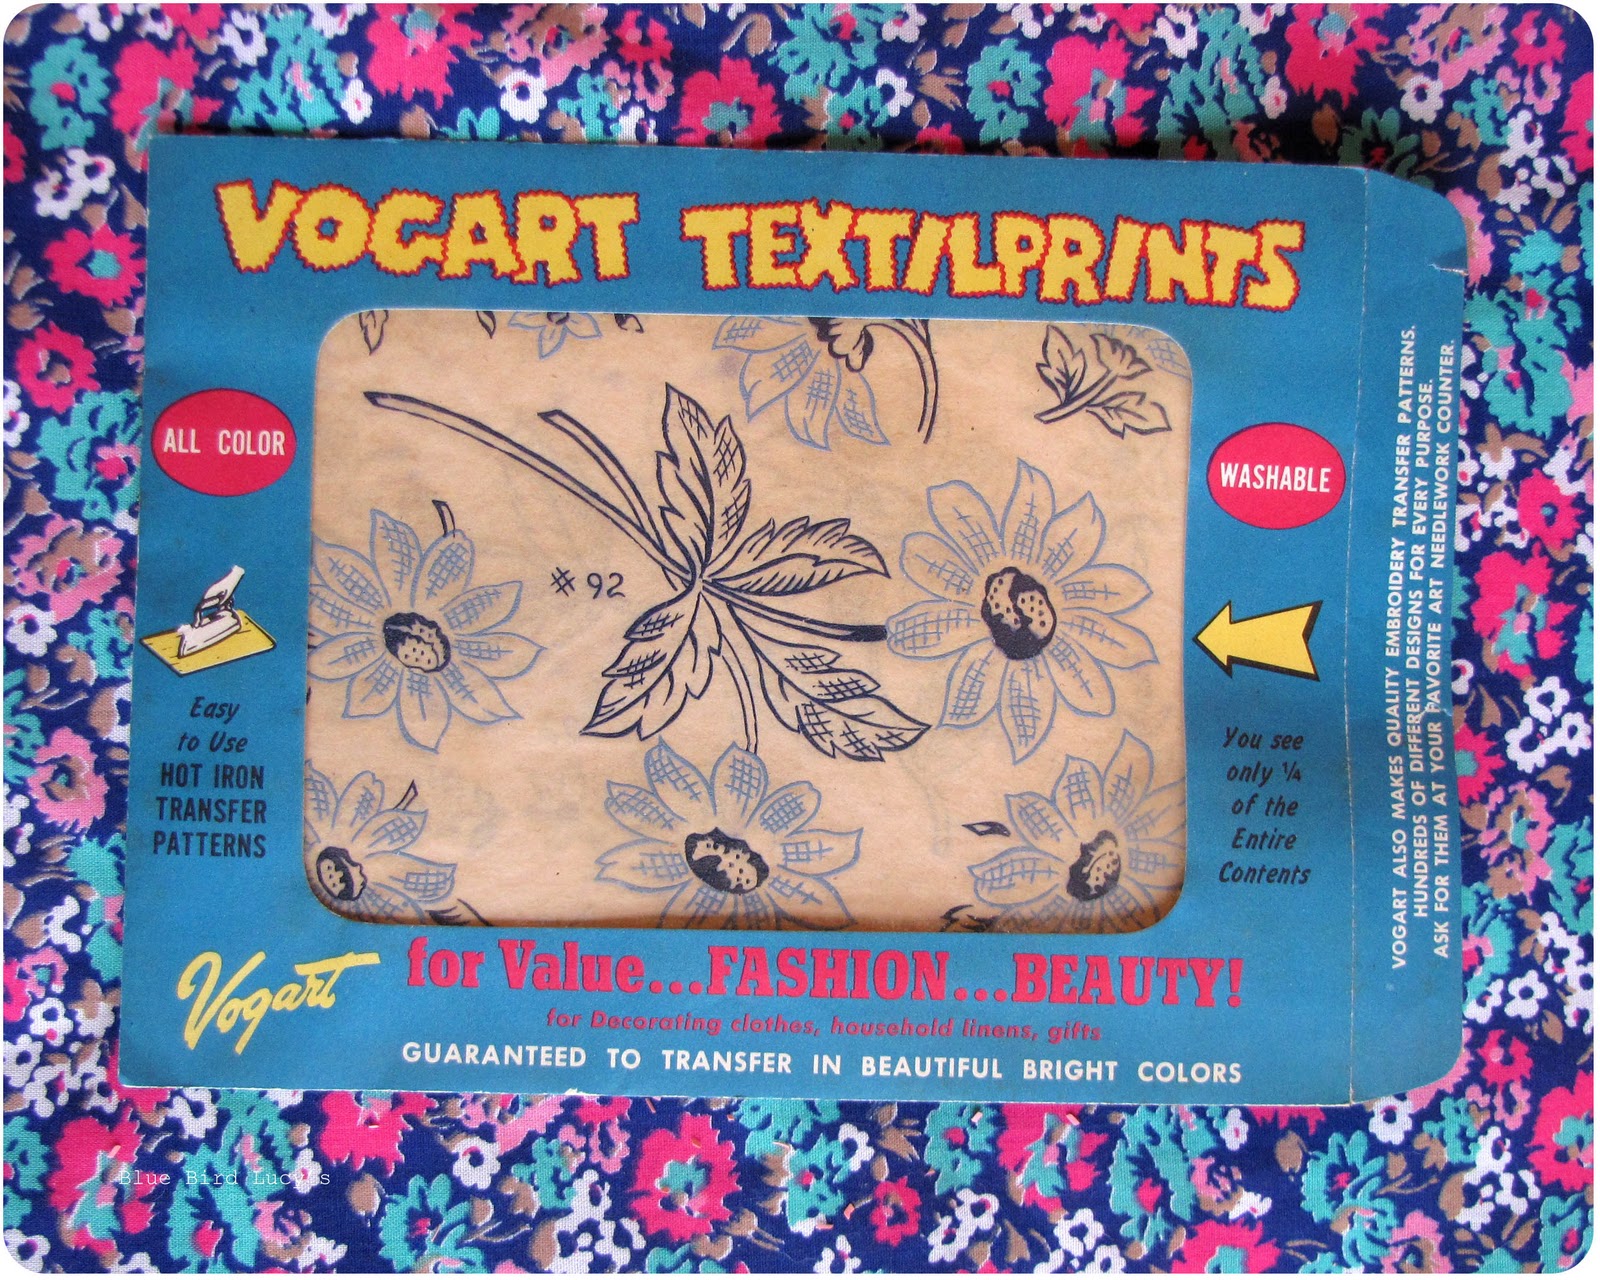 VOGART TEXTILPRINTS
ALL COLOR
Easy
to Use
HOT IRON
TRANSFER
PATTERNS
# 92
WASHABLE
You see
only ¼
of the
Entire
Contents
Vogart
for Value...FASHION...BEAUTY!
for Decorating clothes, household linens, gifts
GUARANTEED TO TRANSFER IN BEAUTIFUL BRIGHT COLORS
VOGART ALSO MAKES QUALITY EMBROIDERY TRANSFER PATTERNS.
HUNDREDS OF DIFFERENT DESIGNS FOR EVERY PURPOSE.
ASK FOR THEM AT YOUR FAVORITE ART NEEDLEWORK COUNTER.
Blue Bird Lucy's